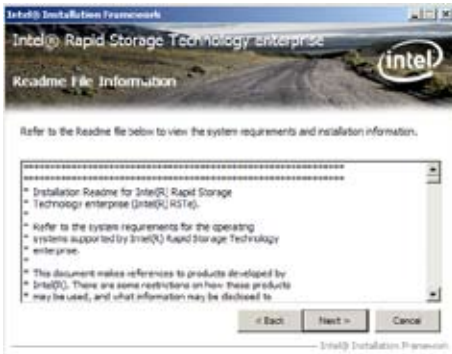 Intel® Installation Framework
Intel® Rapid Storage Technology enterprise
intel
Readme File Information
Refer to the Readme file below to view the system requirements and installation information.
* Installation Readme for Intel(R) Rapid Storage
* Technology enterprise (Intel(R) RSTe).
*
* Refer to the system requirements for the operating
* systems supported by Intel(R) Rapid Storage Technology
* enterprise.
*
* This document makes references to products developed by
* Intel(R). There are some restrictions on how these products
* may be used, and what information may be disclosed to
< Back
Next >
Cancel
Intel® Installation Framework